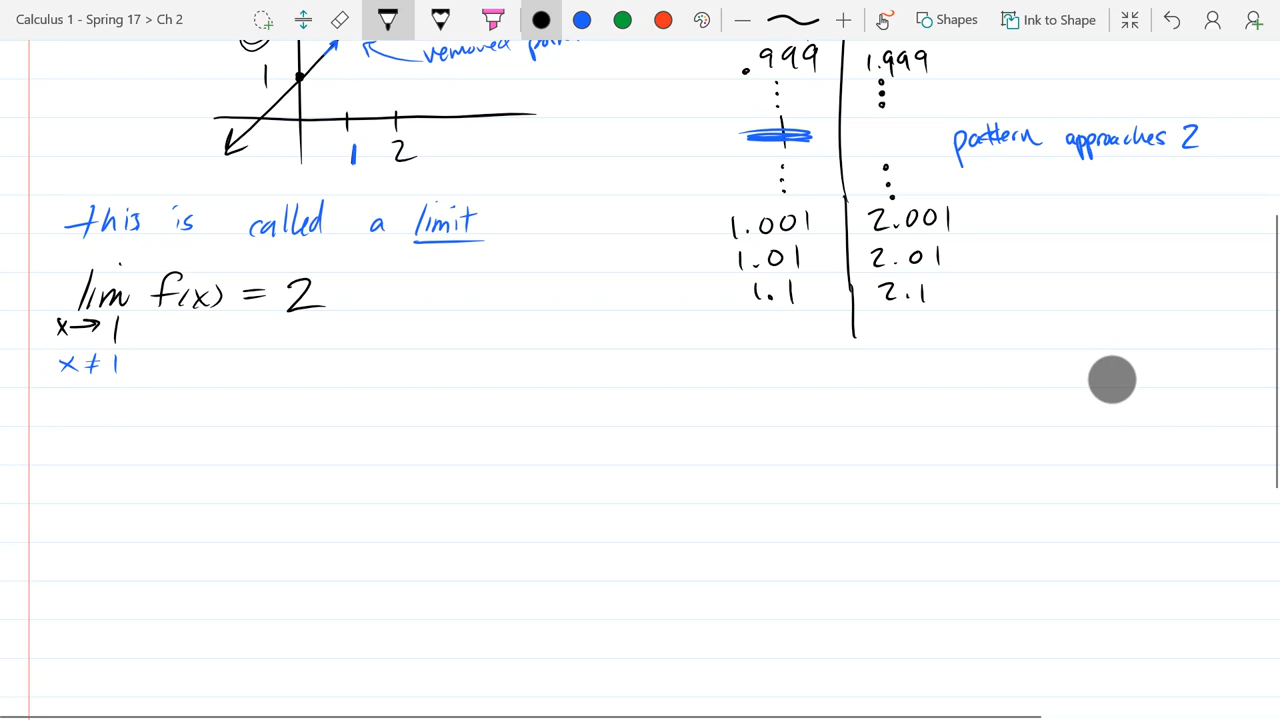 Calculus 1 - Spring 17 > Ch 2
Shapes
Ink to Shape
removed
1
1 2
.999 1.999
pattern approaches 2
1.001 2.001
1.01 2.01
1.1 2.1
this is called a limit
lim f(x) = 2
x→1
x ≠ 1